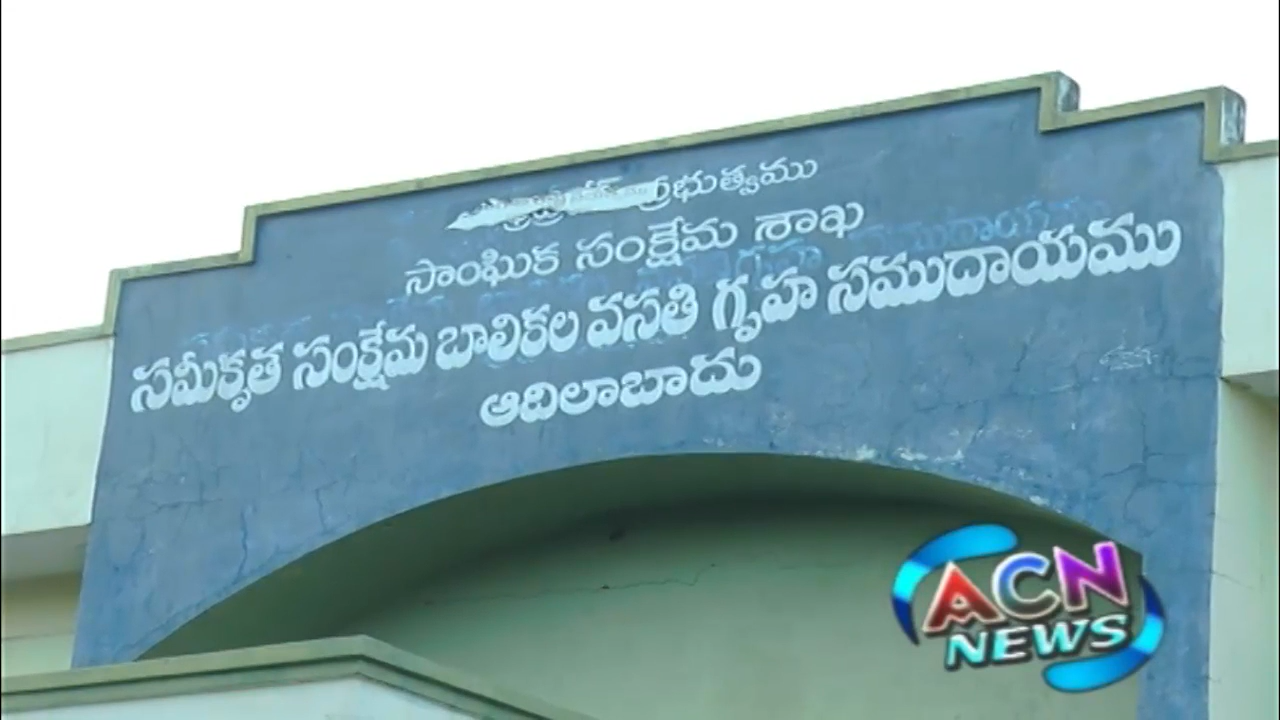 ప్రభుత్వము
సాంఘిక సంక్షేమ శాఖ
సమీకృత సంక్షేమ బాలికల వసతి గృహ సముదాయము
ఆదిలాబాదు
ACN
NEWS